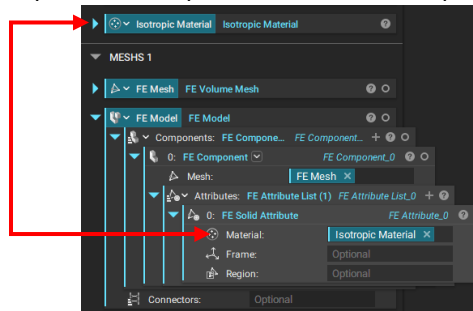 Isotropic Material Isotropic Material
MESHS 1
FE Mesh FE Volume Mesh
FE Model FE Model
Components: FE Compone... FE Component... +
0: FE Component FE Component_0
Mesh: FE Mesh ×
Attributes: FE Attribute List (1) FE Attribute List_0 +
0: FE Solid Attribute FE Attribute_0
Material: Isotropic Material ×
Frame: Optional
Region: Optional
Connectors: Optional